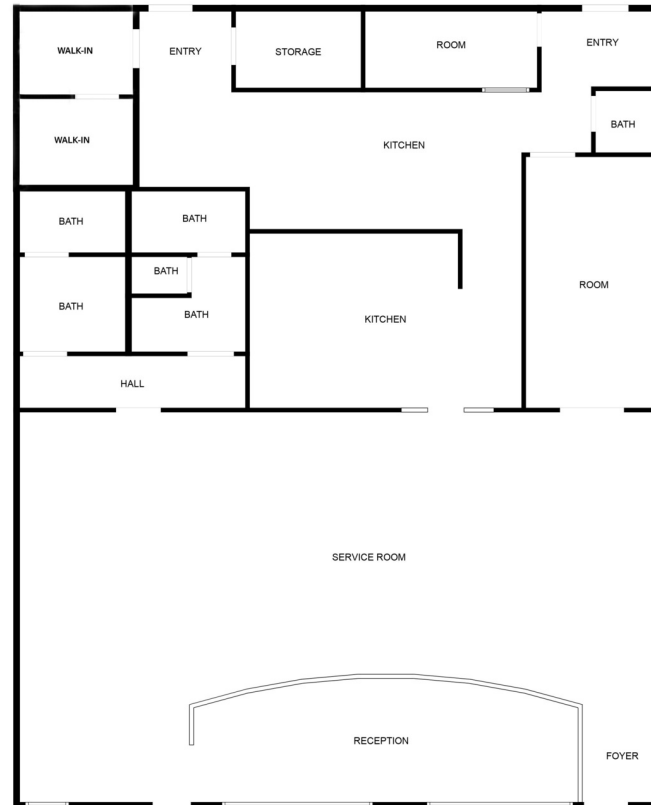 WALK-IN
ENTRY
STORAGE
ROOM
ENTRY
WALK-IN
KITCHEN
BATH
BATH
BATH
BATH
BATH
BATH
ROOM
KITCHEN
HALL
SERVICE ROOM
RECEPTION
FOYER